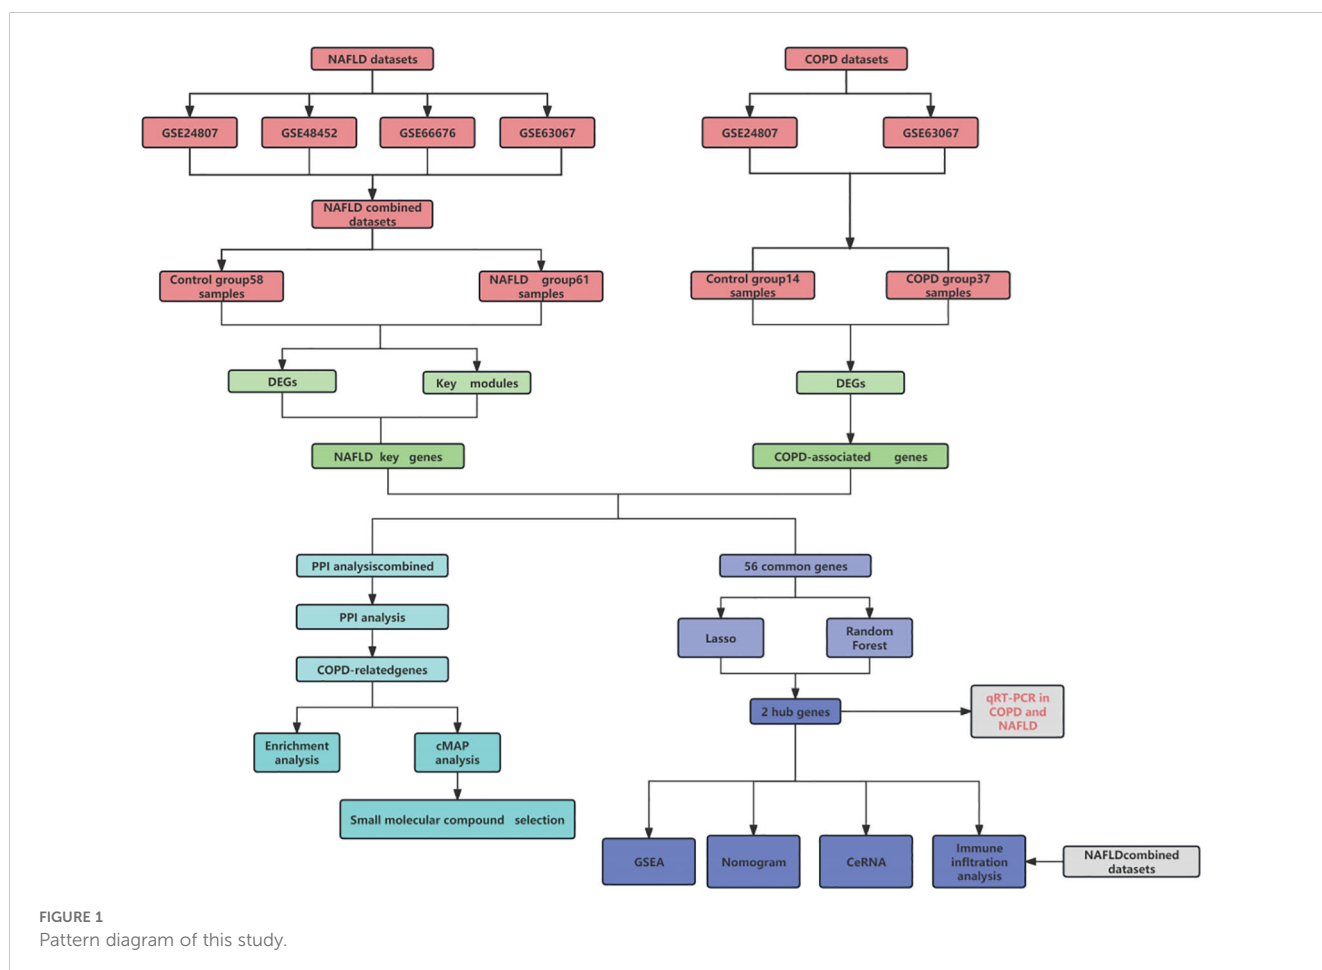 NAFLD datasets
COPD datasets
GSE24807
GSE48452
GSE66676
GSE63067
GSE24807
GSE63067
NAFLD combined
datasets
Control group58
samples
NAFLD group61
samples
Control group14
samples
COPD group37
samples
DEGs
Key modules
DEGs
NAFLD key genes
COPD-associated genes
PPI analysiscombined
56 common genes
PPI analysis
Lasso
Random
Forest
COPD-relatedgenes
2 hub genes
qRT-PCR in
COPD and
NAFLD
Enrichment
analysis
cMAP
analysis
Small molecular compound selection
GSEA
Nomogram
CeRNA
Immune
infltration
analysis
NAFLDcombined
datasets
FIGURE 1
Pattern diagram of this study.